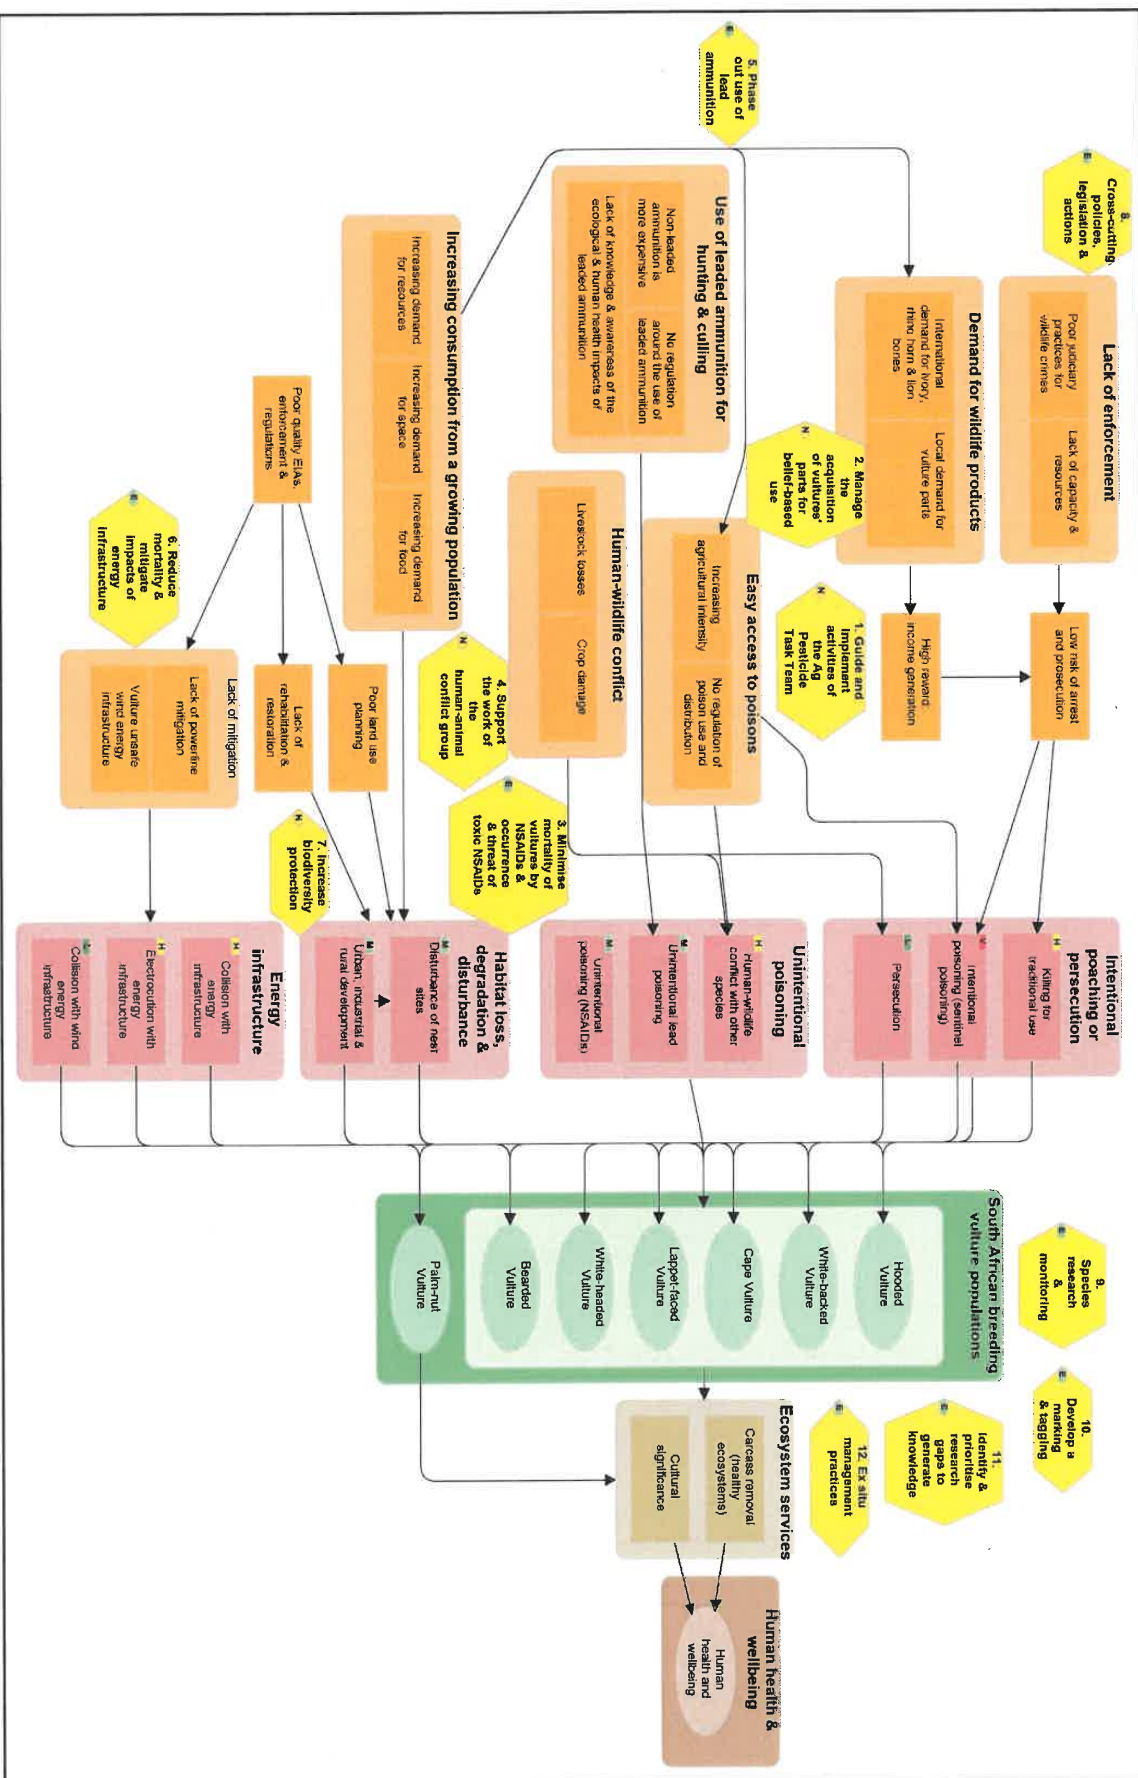 8.
Cross-cutting
policies,
legislation &
actions
Lack of enforcement
Poor judiciary
practices for
wildlife crimes
Lack of capacity &
resources
Low risk of arrest
and prosecution
Demand for wildlife products
International
demand for ivory,
rhino horn & lion
bones
Local demand for
vulture parts
High reward:
income generation
5. Phase
out use of
lead
ammunition
2. Manage
the
acquisition
of vultures'
parts for
belief-based
use
1. Guide and
implement
activities of
the Ag
Pesticide
Task Team
Easy access to poisons
Increasing
agricultural intensity
No regulation of
poison use and
distribution
Use of leaded ammunition for
hunting & culling
Non-leaded
ammunition is
more expensive
No regulation
around the use of
leaded ammunition
Lack of knowledge & awareness of the
ecological & human health impacts of
leaded ammunition
Human-wildlife conflict
Livestock losses
Crop damage
3. Minimise
mortality of
vultures by
NSAIDs &
occurrence
& threat of
toxic NSAIDs
4. Support
the work of
the
human-animal
conflict group
Increasing consumption from a growing population
Increasing demand
for resources
Increasing demand
for space
Increasing demand
for food
Poor quality EIAs,
enforcement &
regulations
Poor land use
planning
Lack of
rehabilitation &
restoration
7. Increase
biodiversity
protection
6. Reduce
mortality &
mitigate
impacts of
energy
infrastructure
Lack of mitigation
Lack of powerline
mitigation
Vulture unsafe
wind energy
infrastructure
Intentional
poaching or
persecution
H
Killing for
traditional use
Intentional
poisoning (sentinel
poisoning)
Persecution
Unintentional
poisoning
H
Human-wildlife
conflict with other
species
M
Unintentional lead
poisoning
Unintentional
poisoning (NSAIDs)
Habitat loss,
degradation &
disturbance
M
Disturbance of nest
sites
M
Urban, industrial &
rural development
Energy
infrastructure
H
Collision with
energy
infrastructure
H
Electrocution with
energy
infrastructure
Collision with wind
energy
infrastructure
South African breeding
vulture populations
Hooded
Vulture
White-backed
Vulture
Cape Vulture
Lappet-faced
Vulture
White-headed
Vulture
Bearded
Vulture
Palm-nut
Vulture
9.
Species
research
&
monitoring
10.
Develop a
marking
& tagging
11.
Identify &
prioritise
research
gaps to
generate
knowledge
12. Ex situ
management
practices
Ecosystem services
Carcass removal
(healthy
ecosystems)
Cultural
significance
Human health &
wellbeing
Human
health and
wellbeing